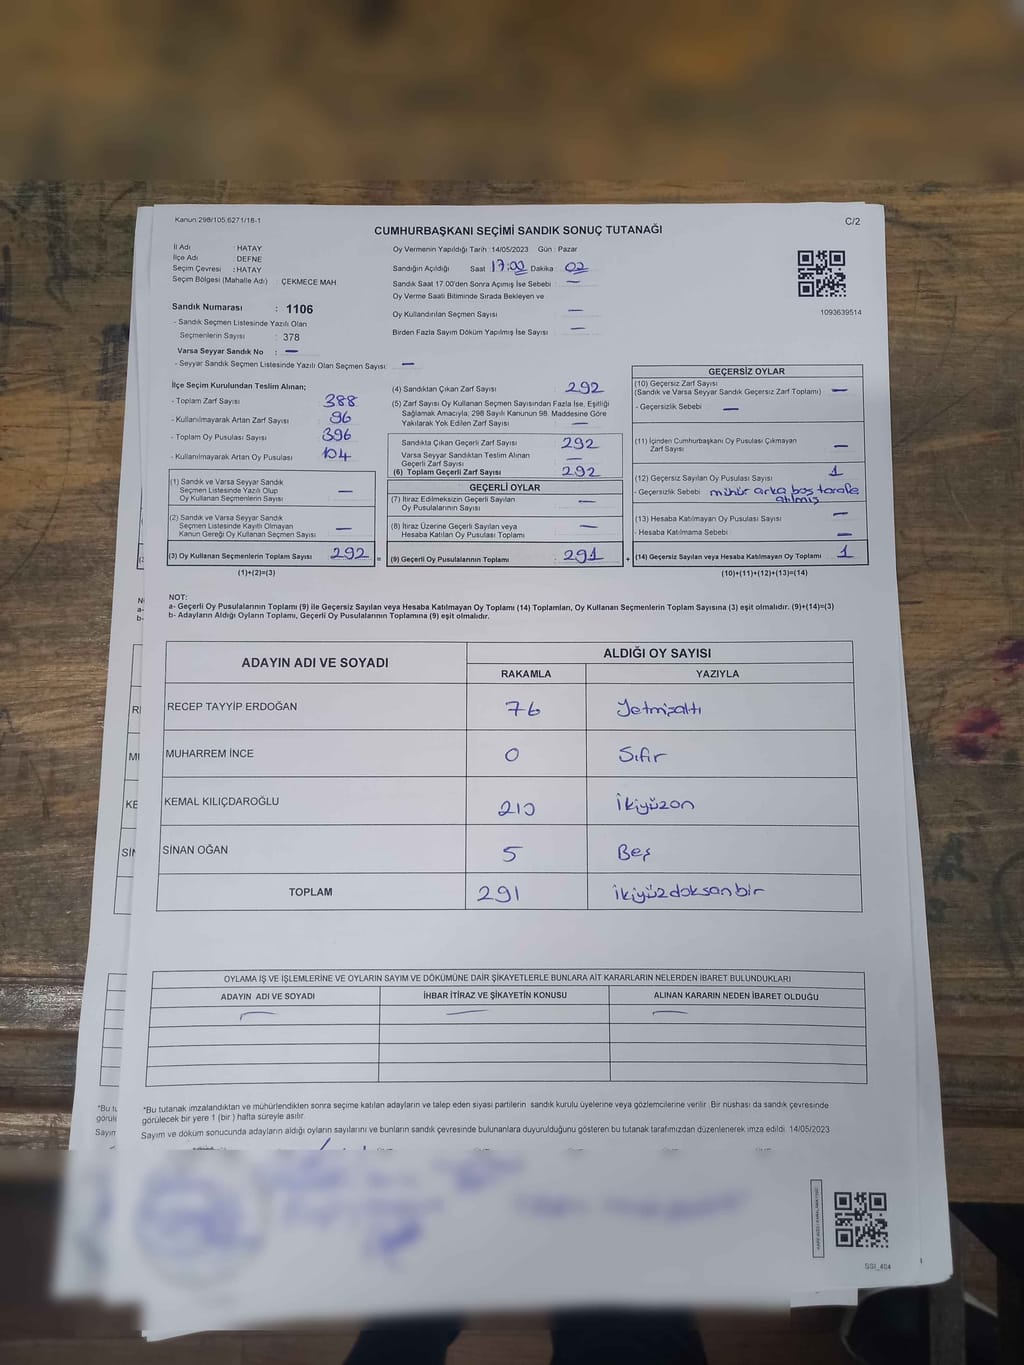 Kanun:298/105,6271/18-1
C/2
CUMHURBAŞKANI SEÇİMİ SANDIK SONUÇ TUTANAĞI
İl Adı : HATAY
İlçe Adı : DEFNE
Seçim Çevresi : HATAY
Seçim Bölgesi (Mahalle Adı) : ÇEKMECE MAH.
Sandık Numarası : 1106
- Sandık Seçmen Listesinde Yazılı Olan
Seçmenlerin Sayısı : 378
Varsa Seyyar Sandık No : —
- Seyyar Sandık Seçmen Listesinde Yazılı Olan Seçmen Sayısı: —
Oy Vermenin Yapıldığı Tarih : 14/05/2023 Gün : Pazar
Sandığın Açıldığı Saat 17:00 Dakika : 02
Sandık Saat 17.00'den Sonra Açımış İse Sebebi : —
Oy Verme Saati Bitiminde Sırada Bekleyen ve
Oy Kullandırılan Seçmen Sayısı : —
Birden Fazla Sayım Döküm Yapılmış İse Sayısı : —
1093639514
İlçe Seçim Kurulundan Teslim Alınan;
- Toplam Zarf Sayısı : 388
- Kullanılmayarak Artan Zarf Sayısı : 96
- Toplam Oy Pusulası Sayısı : 396
- Kullanılmayarak Artan Oy Pusulası : 104
(1) Sandık ve Varsa Seyyar Sandık
Seçmen Listesinde Yazılı Olup
Oy Kullanan Seçmenlerin Sayısı : —
(2) Sandık ve Varsa Seyyar Sandık
Seçmen Listesinde Kayıtlı Olmayan
Kanun Gereği Oy Kullanan Seçmen Sayısı : —
(3) Oy Kullanan Seçmenlerin Toplam Sayısı : 292 =
(1)+(2)=(3)
(4) Sandıktan Çıkan Zarf Sayısı : 292
(5) Zarf Sayısı Oy Kullanan Seçmen Sayısından Fazla İse, Eşitliği
Sağlamak Amacıyla; 298 Sayılı Kanunun 98. Maddesine Göre
Yakılarak Yok Edilen Zarf Sayısı : —
Sandıkta Çıkan Geçerli Zarf Sayısı : 292
Varsa Seyyar Sandıktan Teslim Alınan
Geçerli Zarf Sayısı : —
(6) Toplam Geçerli Zarf Sayısı : 292
GEÇERLİ OYLAR
(7) İtiraz Edilmeksizin Geçerli Sayılan
Oy Pusulalarının Sayısı : —
(8) İtiraz Üzerine Geçerli Sayılan veya
Hesaba Katılan Oy Pusulaları Toplamı : —
(9) Geçerli Oy Pusulalarının Toplamı : 291 +
GEÇERSİZ OYLAR
(10) Geçersiz Zarf Sayısı
(Sandık ve Varsa Seyyar Sandık Geçersiz Zarf Toplamı) : —
- Geçersizlik Sebebi : —
(11) İçinden Cumhurbaşkanı Oy Pusulası Çıkmayan
Zarf Sayısı : —
(12) Geçersiz Sayılan Oy Pusulası Sayısı : 1
- Geçersizlik Sebebi : mühür arka boş tarafa
atılmış
(13) Hesaba Katılmayan Oy Pusulası Sayısı : —
- Hesaba Katılmama Sebebi : —
(14) Geçersiz Sayılan veya Hesaba Katılmayan Oy Toplamı : 1
(10)+(11)+(12)+(13)=(14)
NOT:
a- Geçerli Oy Pusulalarının Toplamı (9) ile Geçersiz Sayılan veya Hesaba Katılmayan Oy Toplamı (14) Toplamları, Oy Kullanan Seçmenlerin Toplam Sayısına (3) eşit olmalıdır. (9)+(14)=(3)
b- Adayların Aldığı Oyların Toplamı, Geçerli Oy Pusulalarının Toplamına (9) eşit olmalıdır.
ADAYIN ADI VE SOYADI ALDIĞI OY SAYISI
RAKAMLA YAZIYLA
RECEP TAYYİP ERDOĞAN 76 Yetmişaltı
MUHARREM İNCE 0 Sıfır
KEMAL KILIÇDAROĞLU 210 İkiyüzon
SİNAN OĞAN 5 Beş
TOPLAM 291 İkiyüzdoksanbir
OYLAMA İŞ VE İŞLEMLERİNE VE OYLARIN SAYIM VE DÖKÜMÜNE DAİR ŞİKAYETLERLE BUNLARA AİT KARARLARIN NELERDEN İBARET BULUNDUKLARI
ADAYIN ADI VE SOYADI İHBAR İTİRAZ VE ŞİKAYETİN KONUSU ALINAN KARARIN NEDEN İBARET OLDUĞU
— — —
*Bu tutanak imzalandıktan ve mühürlendikten sonra seçime katılan adayların ve talep eden siyasi partilerin sandık kurulu üyelerine veya gözlemcilerine verilir. Bir nüshası da sandık çevresinde
görülecek bir yere 1 (bir ) hafta süreyle asılır.
Sayım ve döküm sonucunda adayların aldığı oyların sayılarını ve bunların sandık çevresinde bulunanlara duyurulduğunu gösteren bu tutanak tarafımızdan düzenlenerek imza edildi. 14/05/2023
SSI_404